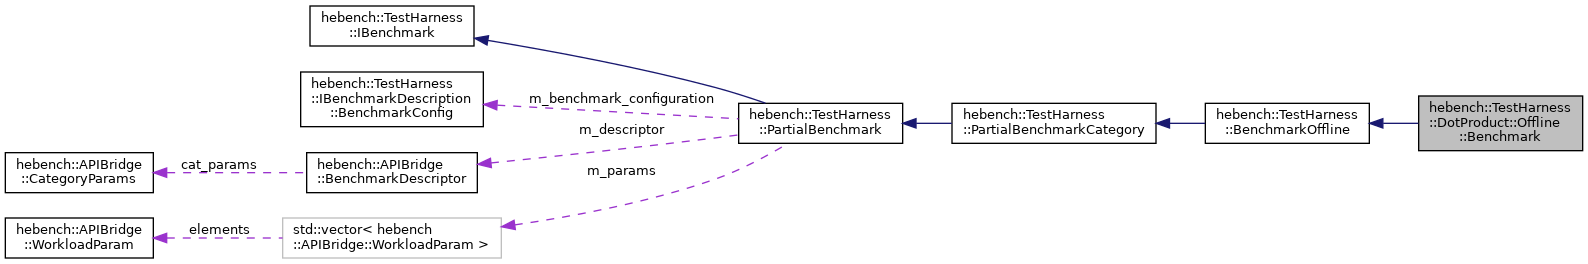 hebench::TestHarness
::IBenchmark
hebench::TestHarness
::IBenchmarkDescription
::BenchmarkConfig
m_benchmark_configuration
hebench::TestHarness
::PartialBenchmark
hebench::TestHarness
::PartialBenchmarkCategory
hebench::TestHarness
::BenchmarkOffline
hebench::TestHarness
::DotProduct::Offline
::Benchmark
m_descriptor
hebench::APIBridge
::CategoryParams
cat_params
hebench::APIBridge
::BenchmarkDescriptor
m_params
hebench::APIBridge
::WorkloadParam
elements
std::vector< hebench
::APIBridge::WorkloadParam >